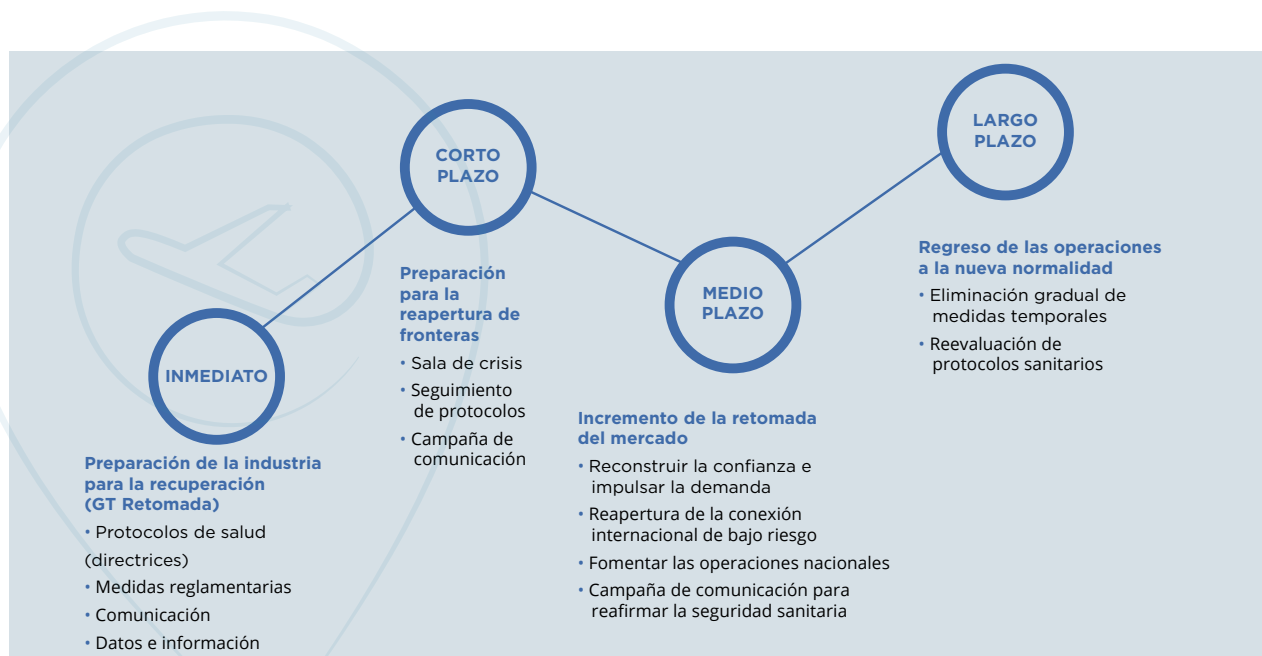 INMEDIATO
Preparación de la industria
para la recuperación
(GT Retomada)
• Protocolos de salud
(directrices)
• Medidas reglamentarias
• Comunicación
• Datos e información
CORTO
PLAZO
Preparación
para la
reapertura de
fronteras
• Sala de crisis
• Seguimiento
de protocolos
• Campaña de
comunicación
MEDIO
PLAZO
Incremento de la retomada
del mercado
• Reconstruir la confianza e
impulsar la demanda
• Reapertura de la conexión
internacional de bajo riesgo
• Fomentar las operaciones nacionales
• Campaña de comunicación para
reafirmar la seguridad sanitaria
LARGO
PLAZO
Regreso de las operaciones
a la nueva normalidad
• Eliminación gradual de
medidas temporales
• Reevaluación de
protocolos sanitarios